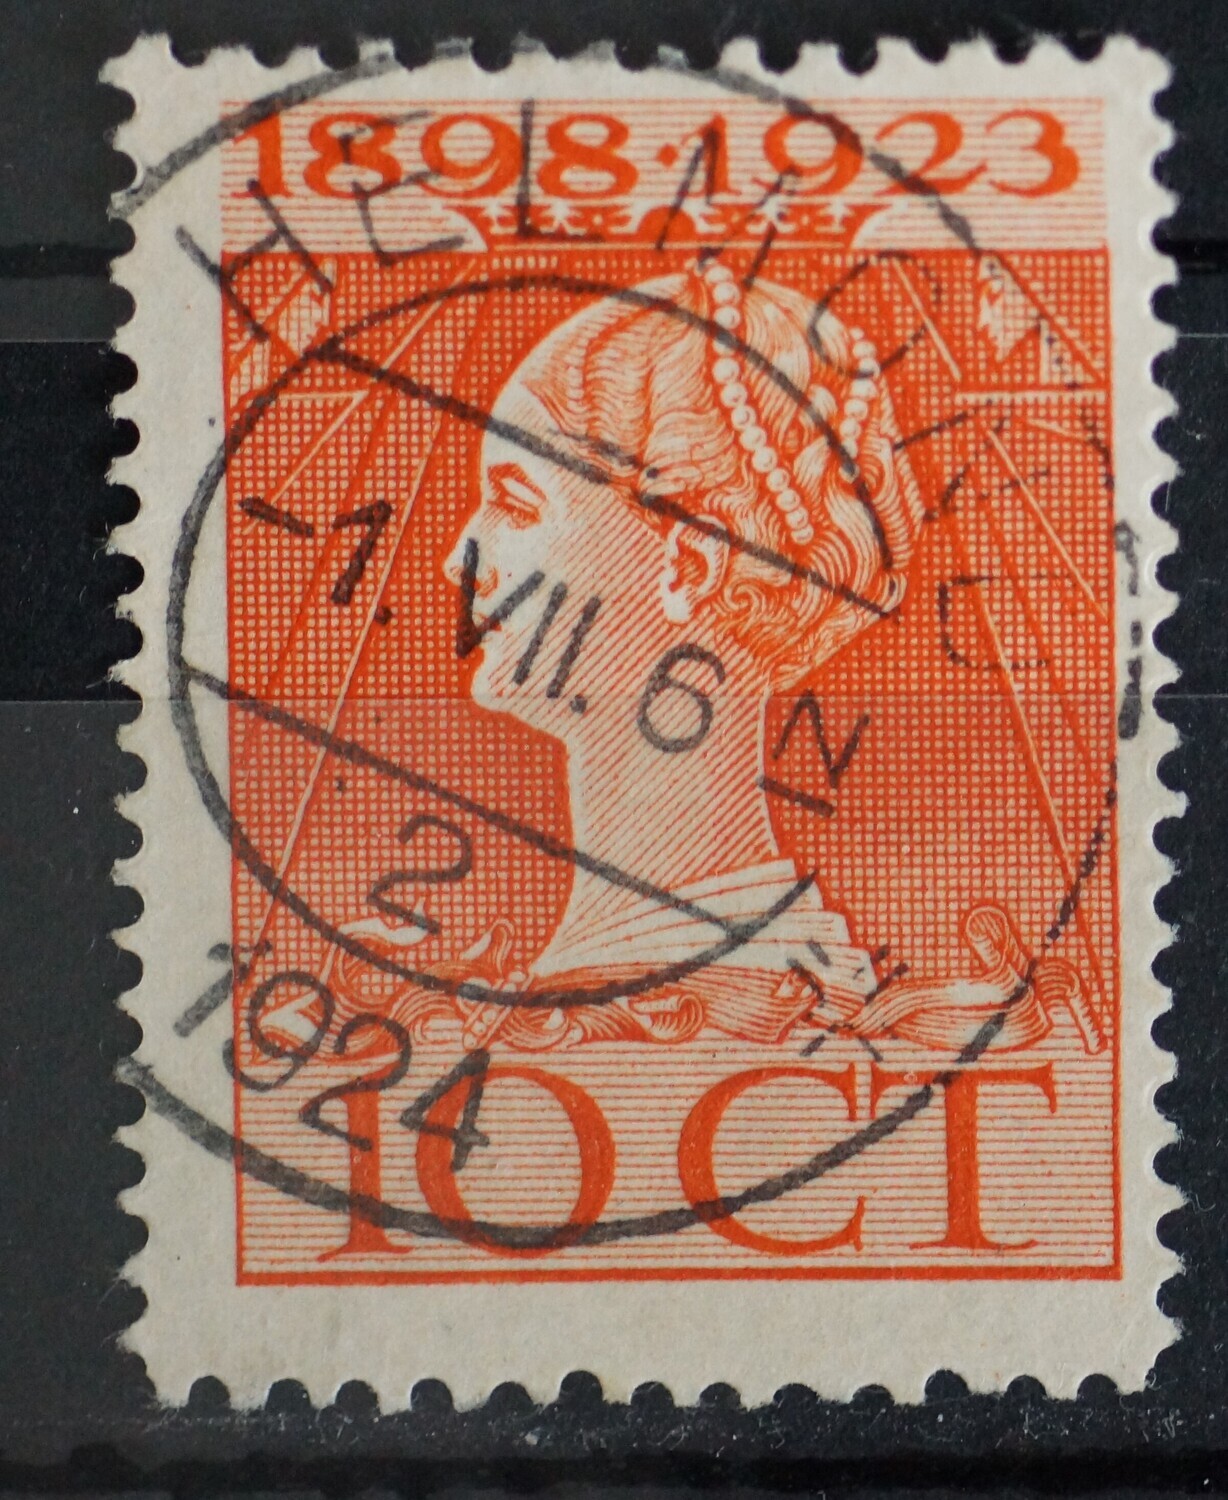 1898·1923
HELMOND
-1.VII.6 N
2
1924
10 CT